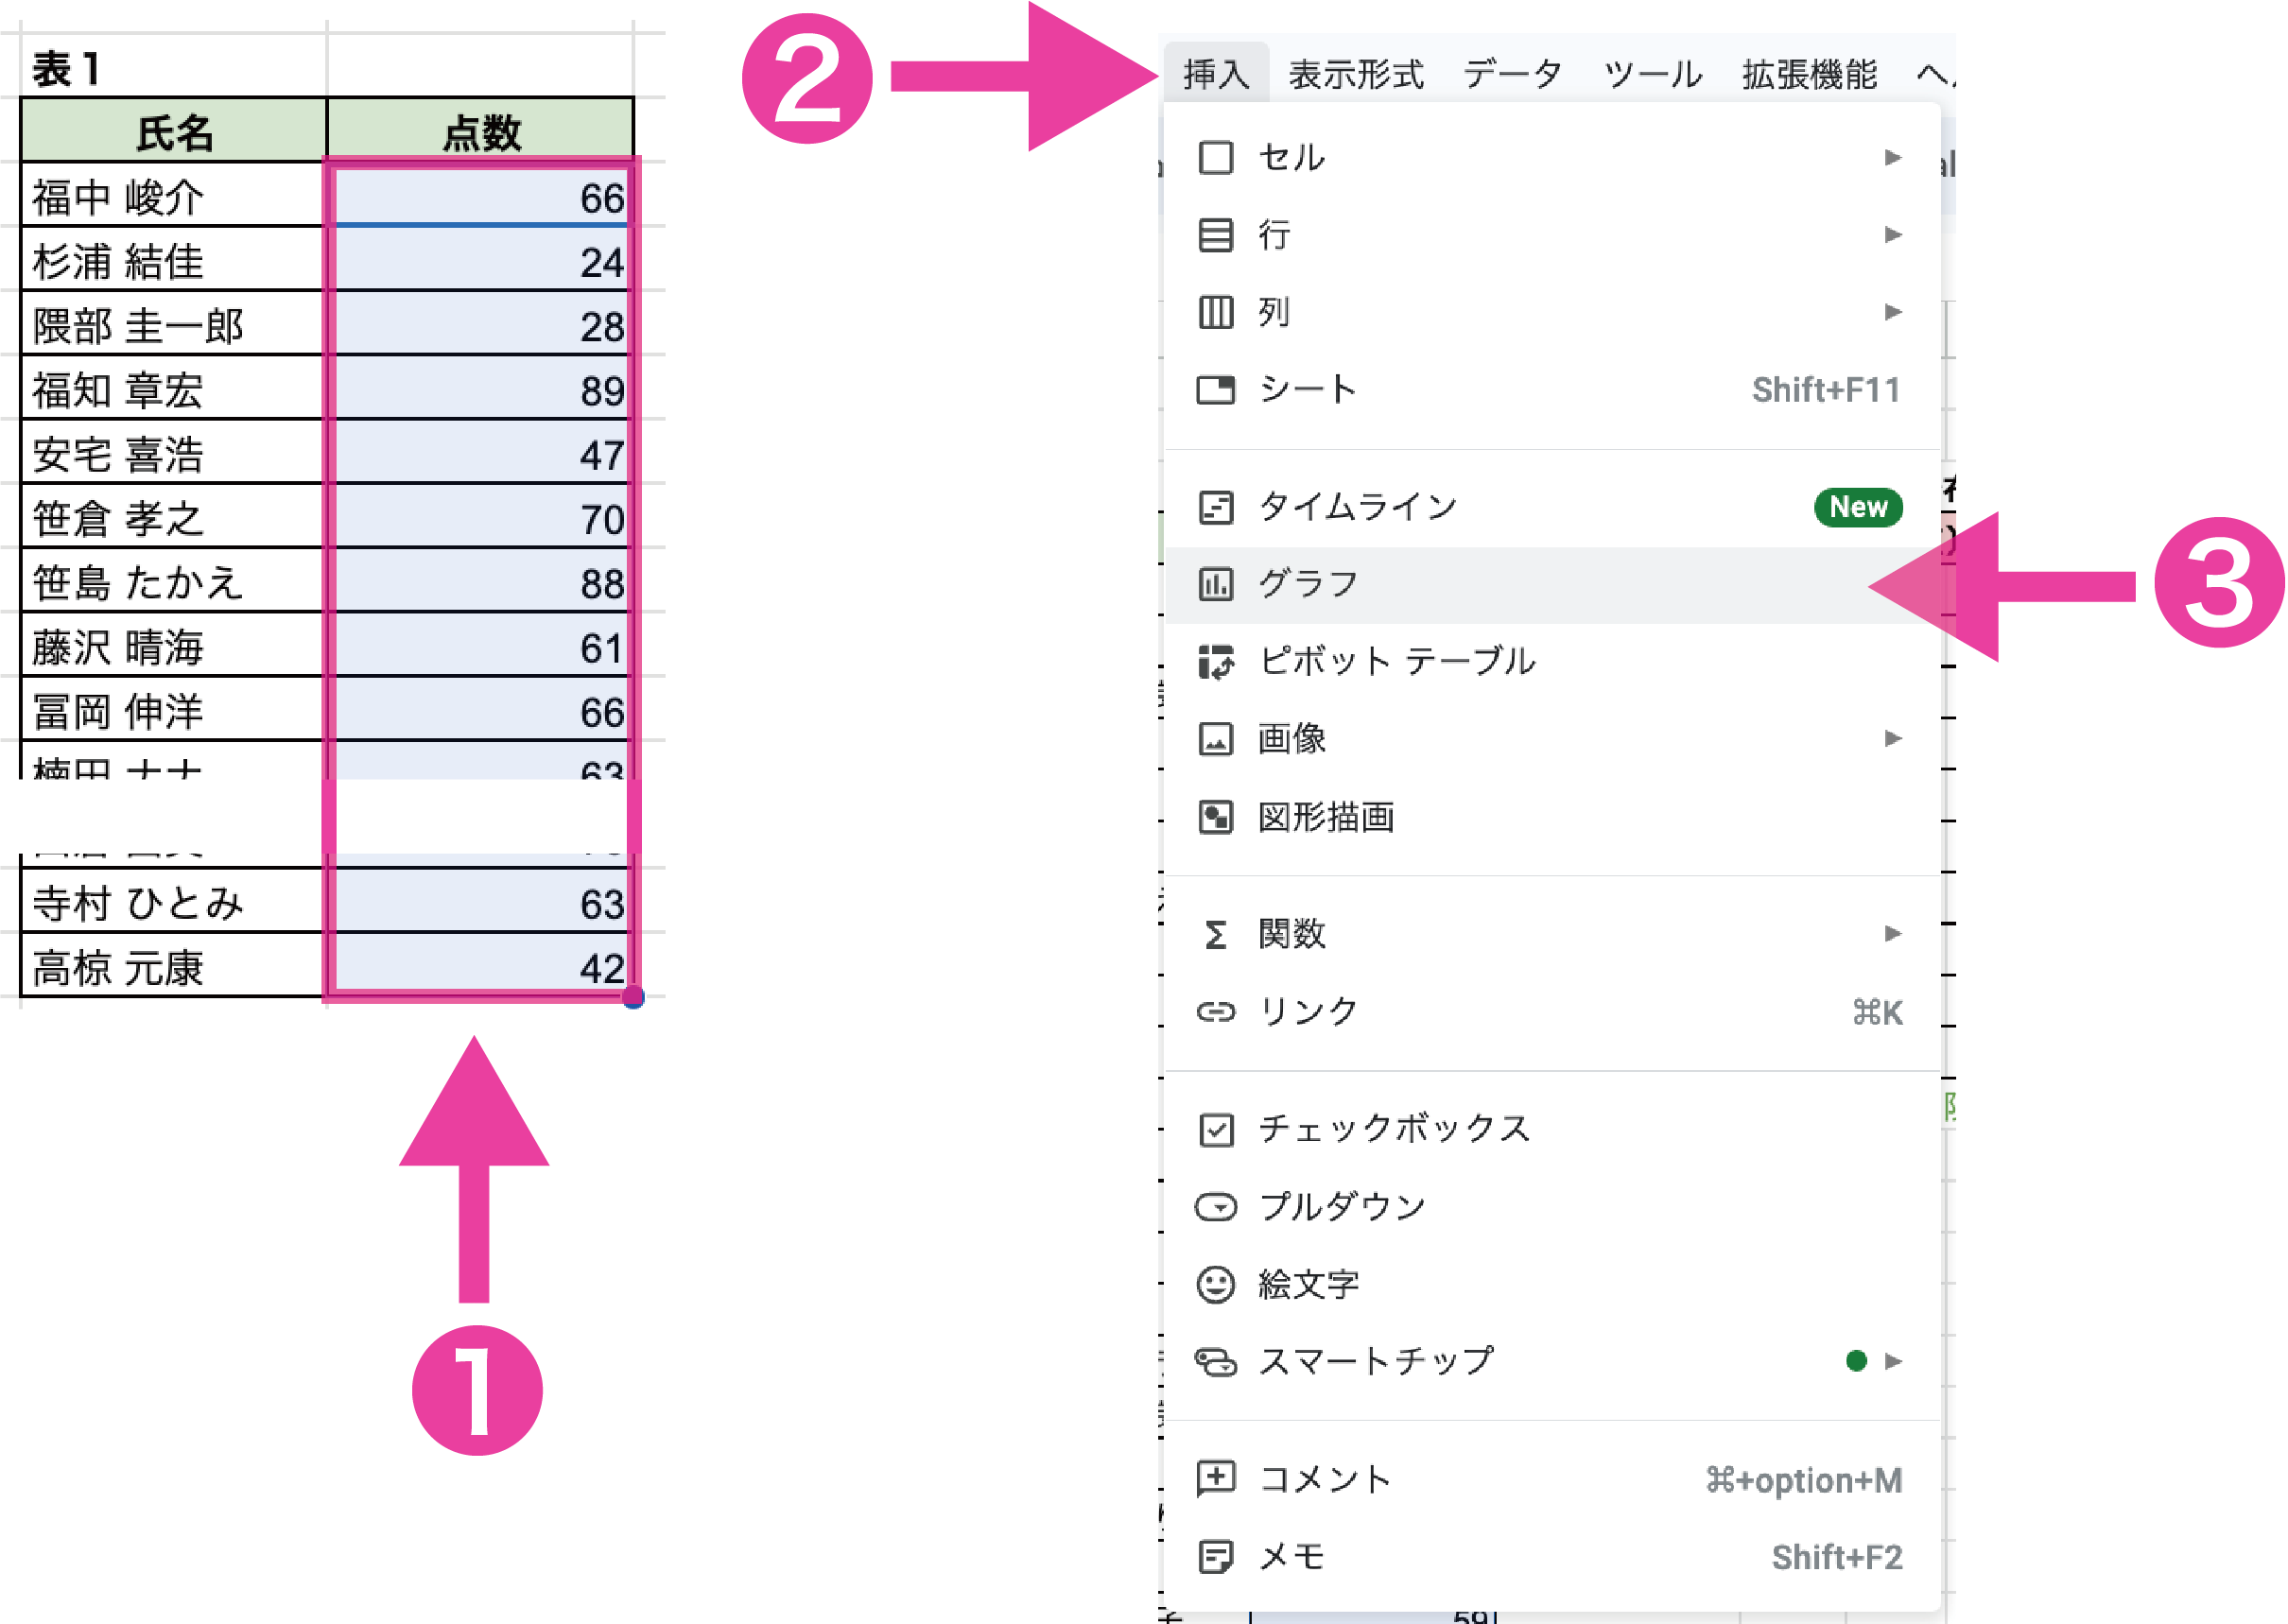 表1
氏名 点数
福中 峻介 66
杉浦 結佳 24
隈部 圭一郎 28
福知 章宏 89
安宅 喜浩 47
笹倉 孝之 70
笹島 たかえ 88
藤沢 晴海 61
冨岡 伸洋 66
63
寺村 ひとみ 63
高椋 元康 42
1
2
挿入 表示形式 データ ツール 拡張機能
セル
行
列
シート Shift+F11
タイムライン New
グラフ
3
ピボット テーブル
画像
図形描画
関数
リンク ⌘K
チェックボックス
プルダウン
絵文字
スマートチップ
コメント ⌘+option+M
メモ Shift+F2
59